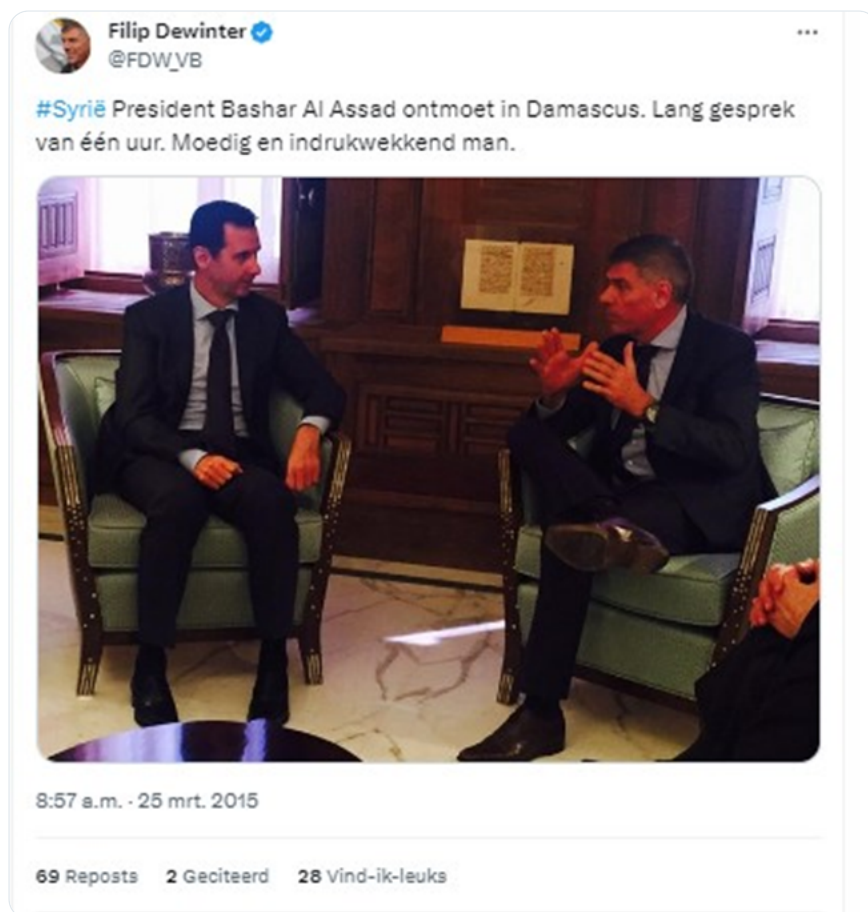 Filip Dewinter
@FDW_VB
#Syrië President Bashar Al Assad ontmoet in Damascus. Lang gesprek
van één uur. Moedig en indrukwekkend man.
8:57 a.m. · 25 mrt. 2015
69 Reposts 2 Geciteerd 28 Vind-ik-leuks